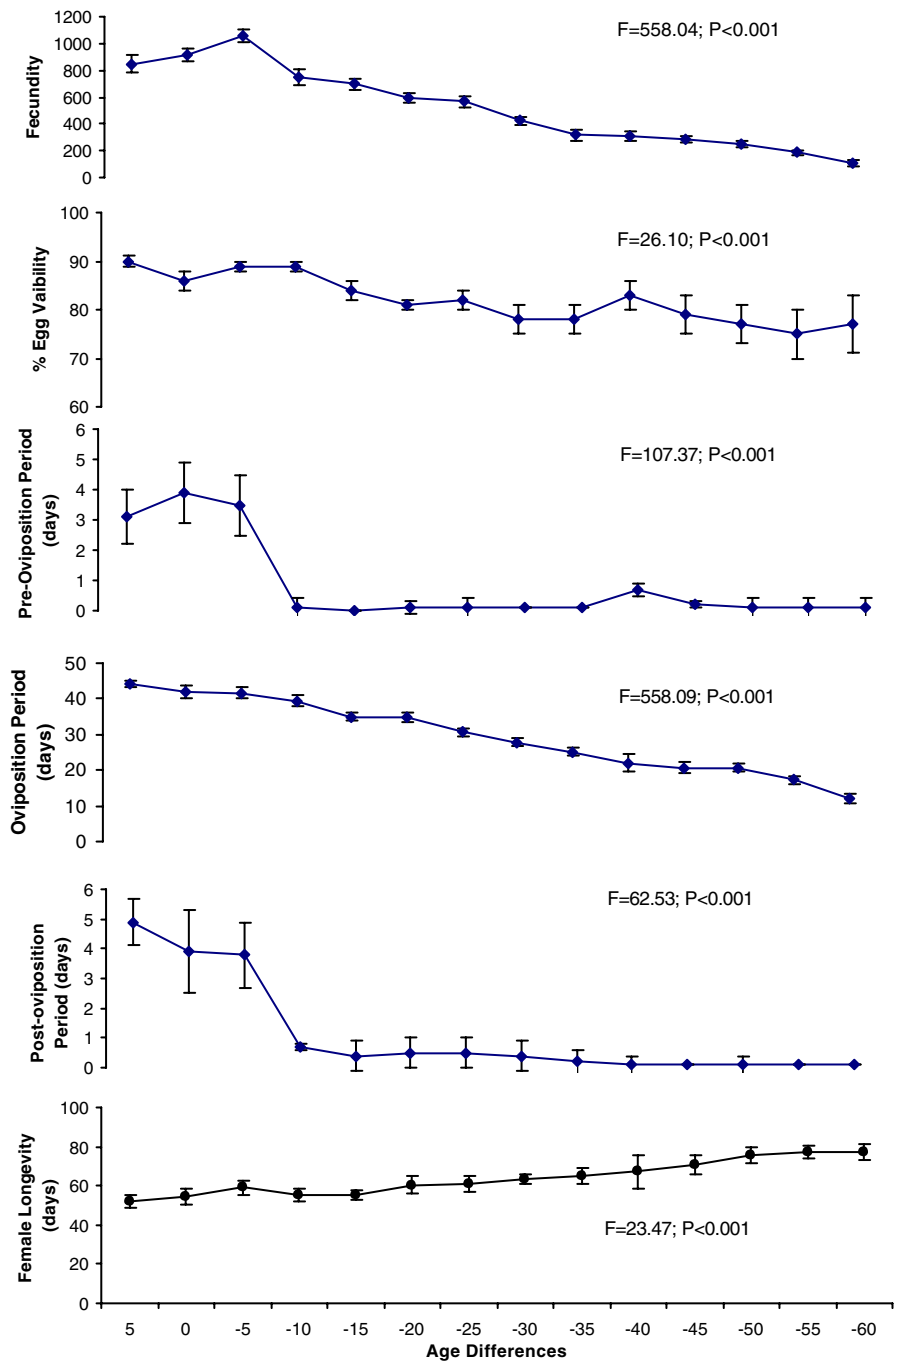 Fecundity
1200
1000
800
600
400
200
0
F=558.04; P<0.001
% Egg Vaibility
100
90
80
70
60
F=26.10; P<0.001
Pre-Oviposition Period
(days)
6
5
4
3
2
1
0
F=107.37; P<0.001
Oviposition Period
(days)
50
40
30
20
10
0
F=558.09; P<0.001
Post-oviposition
Period (days)
6
5
4
3
2
1
0
F=62.53; P<0.001
Female Longevity
(days)
100
80
60
40
20
0
F=23.47; P<0.001
5 0 -5 -10 -15 -20 -25 -30 -35 -40 -45 -50 -55 -60
Age Differences